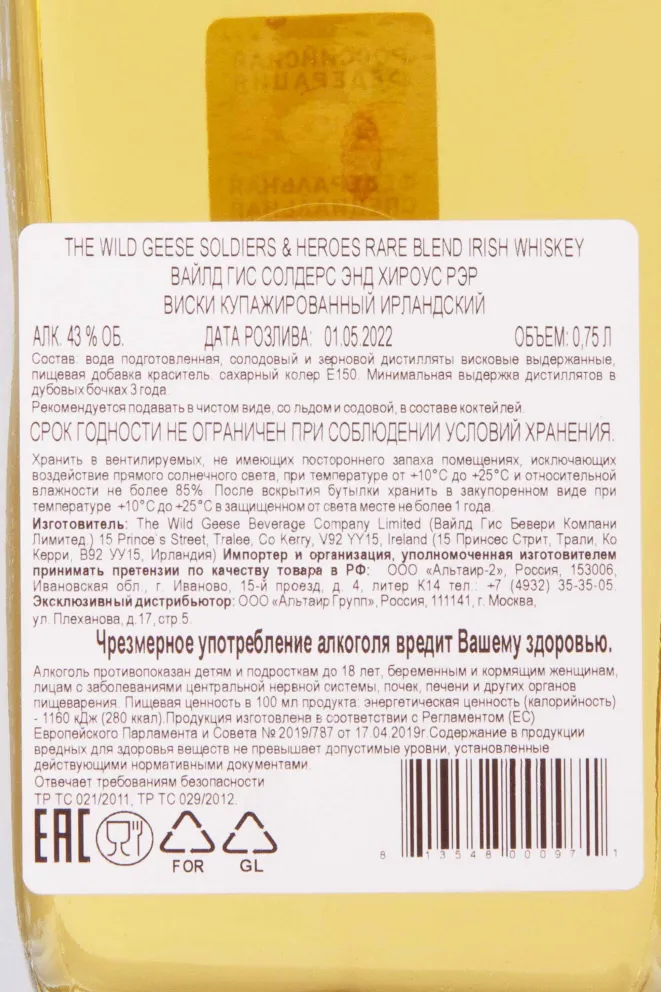 РОССИЙСКАЯ
ФЕДЕРАЦИЯ
ФЕДЕРАЛЬНАЯ
СПЕЦИАЛЬНАЯ
THE WILD GEESE SOLDIERS & HEROES RARE BLEND IRISH WHISKEY
ВАЙЛД ГИС СОЛДЕРС ЭНД ХИРОУС РЭР
ВИСКИ КУПАЖИРОВАННЫЙ ИРЛАНДСКИЙ
АЛК. 43 % ОБ. ДАТА РОЗЛИВА: 01.05.2022 ОБЪЕМ: 0,75 Л
Состав: вода подготовленная, солодовый и зерновой дистилляты висковые выдержанные,
пищевая добавка краситель: сахарный колер Е150. Минимальная выдержка дистиллятов в
дубовых бочках 3 года.
Рекомендуется подавать в чистом виде, со льдом и содовой, в составе коктейлей.
СРОК ГОДНОСТИ НЕ ОГРАНИЧЕН ПРИ СОБЛЮДЕНИИ УСЛОВИЙ ХРАНЕНИЯ.
Хранить в вентилируемых, не имеющих постороннего запаха помещениях, исключающих
воздействие прямого солнечного света, при температуре от +10°С до +25°С и относительной
влажности не более 85%. После вскрытия бутылки хранить в закупоренном виде при
температуре +10°С до +25°С в защищенном от света месте не более 1 года.
Изготовитель: The Wild Geese Beverage Company Limited (Вайлд Гис Бевери Компани
Лимитед.) 15 Prince's Street, Tralee, Co Kerry, V92 YY15, Ireland (15 Принсес Стрит, Трали, Ко
Керри, В92 УУ15, Ирландия) Импортер и организация, уполномоченная изготовителем
принимать претензии по качеству товара в РФ: ООО «Альтаир-2», Россия, 153006,
Ивановская обл., г. Иваново, 15-й проезд, д. 4, литер К14 тел.: +7 (4932) 35-35-05.
Эксклюзивный дистрибьютор: ООО «Альтаир Групп», Россия, 111141, г. Москва,
ул. Плеханова, д.17, стр.5.
Чрезмерное употребление алкоголя вредит Вашему здоровью.
Алкоголь противопоказан детям и подросткам до 18 лет, беременным и кормящим женщинам,
лицам с заболеваниями центральной нервной системы, почек, печени и других органов
пищеварения. Пищевая ценность в 100 мл продукта: энергетическая ценность (калорийность)
- 1160 кДж (280 ккал).Продукция изготовлена в соответствии с Регламентом (ЕС)
Европейского Парламента и Совета № 2019/787 от 17.04.2019г.Содержание в продукции
вредных для здоровья веществ не превышает допустимые уровни, установленные
действующими нормативными документами.
Отвечает требованиям безопасности
ТР ТС 021/2011, ТР ТС 029/2012.
EAC
FOR GL
8 13548 00097 1